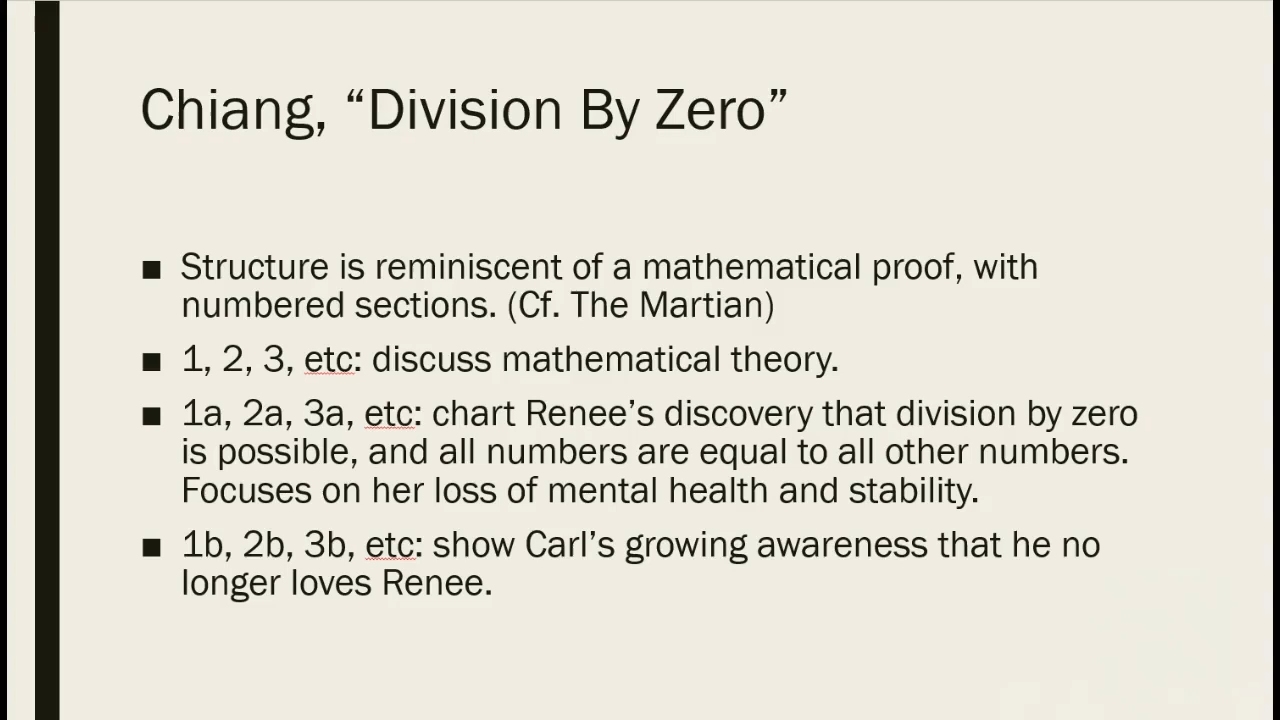 Chiang, “Division By Zero”
■ Structure is reminiscent of a mathematical proof, with
numbered sections. (Cf. The Martian)
■ 1, 2, 3, etc: discuss mathematical theory.
■ 1a, 2a, 3a, etc: chart Renee’s discovery that division by zero
is possible, and all numbers are equal to all other numbers.
Focuses on her loss of mental health and stability.
■ 1b, 2b, 3b, etc: show Carl’s growing awareness that he no
longer loves Renee.